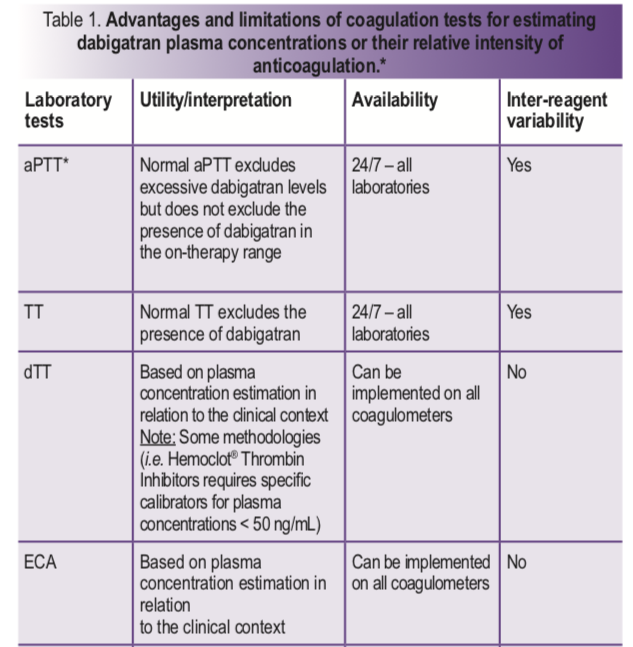 Table 1. Advantages and limitations of coagulation tests for estimating
dabigatran plasma concentrations or their relative intensity of
anticoagulation.*
Laboratory tests
Utility/interpretation
Availability
Inter-reagent variability
aPTT*
Normal aPTT excludes
excessive dabigatran levels
but does not exclude the
presence of dabigatran in
the on-therapy range
24/7 – all
laboratories
Yes
TT
Normal TT excludes the
presence of dabigatran
24/7 – all
laboratories
Yes
dTT
Based on plasma
concentration estimation in
relation to the clinical context
Note: Some methodologies
(i.e. Hemoclot® Thrombin
Inhibitors requires specific
calibrators for plasma
concentrations < 50 ng/mL)
Can be
implemented on all
coagulometers
No
ECA
Based on plasma
concentration estimation in
relation
to the clinical context
Can be implemented
on all coagulometers
No